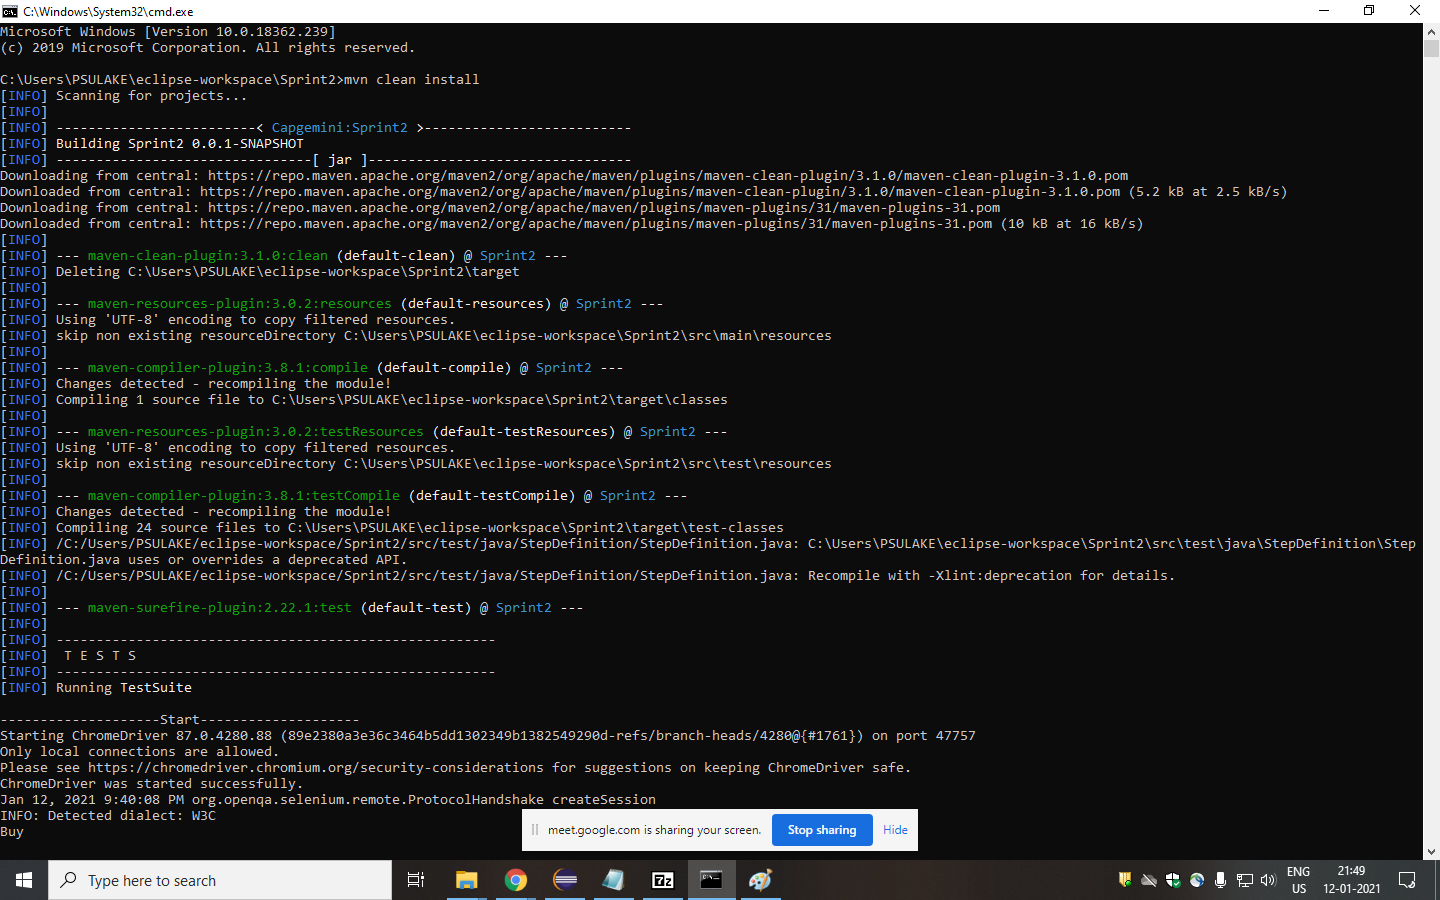 C:\Windows\System32\cmd.exe
Microsoft Windows [Version 10.0.18362.239]
(c) 2019 Microsoft Corporation. All rights reserved.
C:\Users\PSULAKE\eclipse-workspace\Sprint2>mvn clean install
[INFO] Scanning for projects...
[INFO]
[INFO] -------------------------< Capgemini:Sprint2 >--------------------------
[INFO] Building Sprint2 0.0.1-SNAPSHOT
[INFO] --------------------------------[ jar ]---------------------------------
Downloading from central: https://repo.maven.apache.org/maven2/org/apache/maven/plugins/maven-clean-plugin/3.1.0/maven-clean-plugin-3.1.0.pom
Downloaded from central: https://repo.maven.apache.org/maven2/org/apache/maven/plugins/maven-clean-plugin/3.1.0/maven-clean-plugin-3.1.0.pom (5.2 kB at 2.5 kB/s)
Downloading from central: https://repo.maven.apache.org/maven2/org/apache/maven/plugins/maven-plugins/31/maven-plugins-31.pom
Downloaded from central: https://repo.maven.apache.org/maven2/org/apache/maven/plugins/maven-plugins/31/maven-plugins-31.pom (10 kB at 16 kB/s)
[INFO]
[INFO] --- maven-clean-plugin:3.1.0:clean (default-clean) @ Sprint2 ---
[INFO] Deleting C:\Users\PSULAKE\eclipse-workspace\Sprint2\target
[INFO]
[INFO] --- maven-resources-plugin:3.0.2:resources (default-resources) @ Sprint2 ---
[INFO] Using 'UTF-8' encoding to copy filtered resources.
[INFO] skip non existing resourceDirectory C:\Users\PSULAKE\eclipse-workspace\Sprint2\src\main\resources
[INFO]
[INFO] --- maven-compiler-plugin:3.8.1:compile (default-compile) @ Sprint2 ---
[INFO] Changes detected - recompiling the module!
[INFO] Compiling 1 source file to C:\Users\PSULAKE\eclipse-workspace\Sprint2\target\classes
[INFO]
[INFO] --- maven-resources-plugin:3.0.2:testResources (default-testResources) @ Sprint2 ---
[INFO] Using 'UTF-8' encoding to copy filtered resources.
[INFO] skip non existing resourceDirectory C:\Users\PSULAKE\eclipse-workspace\Sprint2\src\test\resources
[INFO]
[INFO] --- maven-compiler-plugin:3.8.1:testCompile (default-testCompile) @ Sprint2 ---
[INFO] Changes detected - recompiling the module!
[INFO] Compiling 24 source files to C:\Users\PSULAKE\eclipse-workspace\Sprint2\target\test-classes
[INFO] /C:/Users/PSULAKE/eclipse-workspace/Sprint2/src/test/java/StepDefinition/StepDefinition.java: C:\Users\PSULAKE\eclipse-workspace\Sprint2\src\test\java\StepDefinition\Step
Definition.java uses or overrides a deprecated API.
[INFO] /C:/Users/PSULAKE/eclipse-workspace/Sprint2/src/test/java/StepDefinition/StepDefinition.java: Recompile with -Xlint:deprecation for details.
[INFO]
[INFO] --- maven-surefire-plugin:2.22.1:test (default-test) @ Sprint2 ---
[INFO]
[INFO] -------------------------------------------------------
[INFO]  T E S T S
[INFO] -------------------------------------------------------
[INFO] Running TestSuite
--------------------Start--------------------
Starting ChromeDriver 87.0.4280.88 (89e2380a3e36c3464b5dd1302349b1382549290d-refs/branch-heads/4280@{#1761}) on port 47757
Only local connections are allowed.
Please see https://chromedriver.chromium.org/security-considerations for suggestions on keeping ChromeDriver safe.
ChromeDriver was started successfully.
Jan 12, 2021 9:40:08 PM org.openqa.selenium.remote.ProtocolHandshake createSession
INFO: Detected dialect: W3C
Buy
meet.google.com is sharing your screen. Stop sharing Hide
Type here to search
7z
ENG
US
21:49
12-01-2021